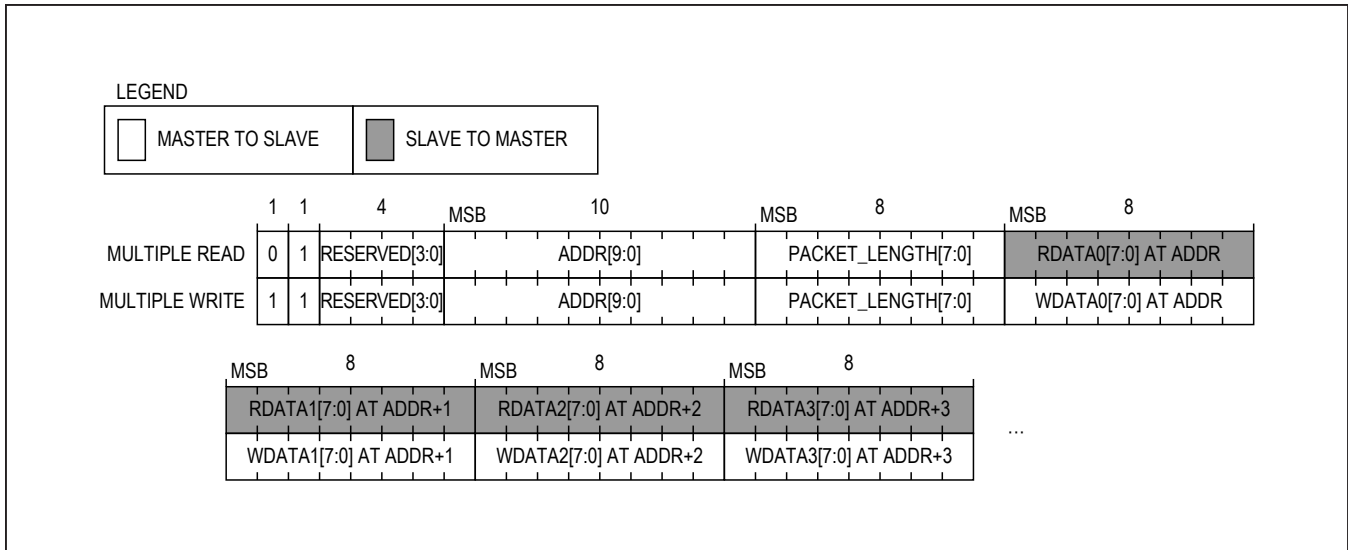 LEGEND
MASTER TO SLAVE SLAVE TO MASTER
1 1 4 MSB 10 MSB 8 MSB 8
MULTIPLE READ 0 1 RESERVED[3:0] ADDR[9:0] PACKET_LENGTH[7:0] RDATA0[7:0] AT ADDR
MULTIPLE WRITE 1 1 RESERVED[3:0] ADDR[9:0] PACKET_LENGTH[7:0] WDATA0[7:0] AT ADDR
MSB 8 MSB 8 MSB 8
RDATA1[7:0] AT ADDR+1 RDATA2[7:0] AT ADDR+2 RDATA3[7:0] AT ADDR+3
...
WDATA1[7:0] AT ADDR+1 WDATA2[7:0] AT ADDR+2 WDATA3[7:0] AT ADDR+3